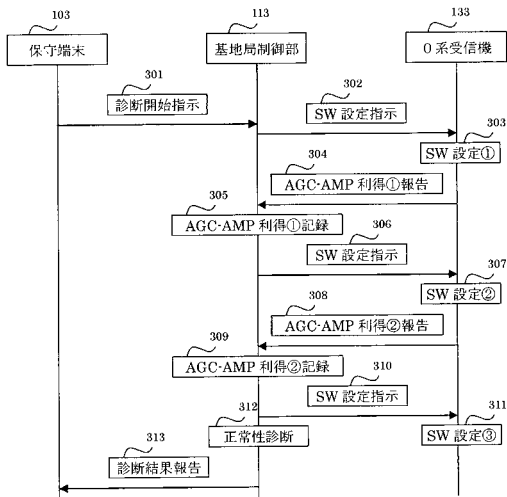 103
113
133
保守端末
基地局制御部
0系受信機
301
診断開始指示
302
SW 設定指示
303
SW 設定①
304
AGC-AMP 利得①報告
305
AGC-AMP 利得①記録
306
SW 設定指示
307
SW 設定②
308
AGC-AMP 利得②報告
309
AGC-AMP 利得②記録
310
SW 設定指示
311
SW 設定③
312
正常性診断
313
診断結果報告